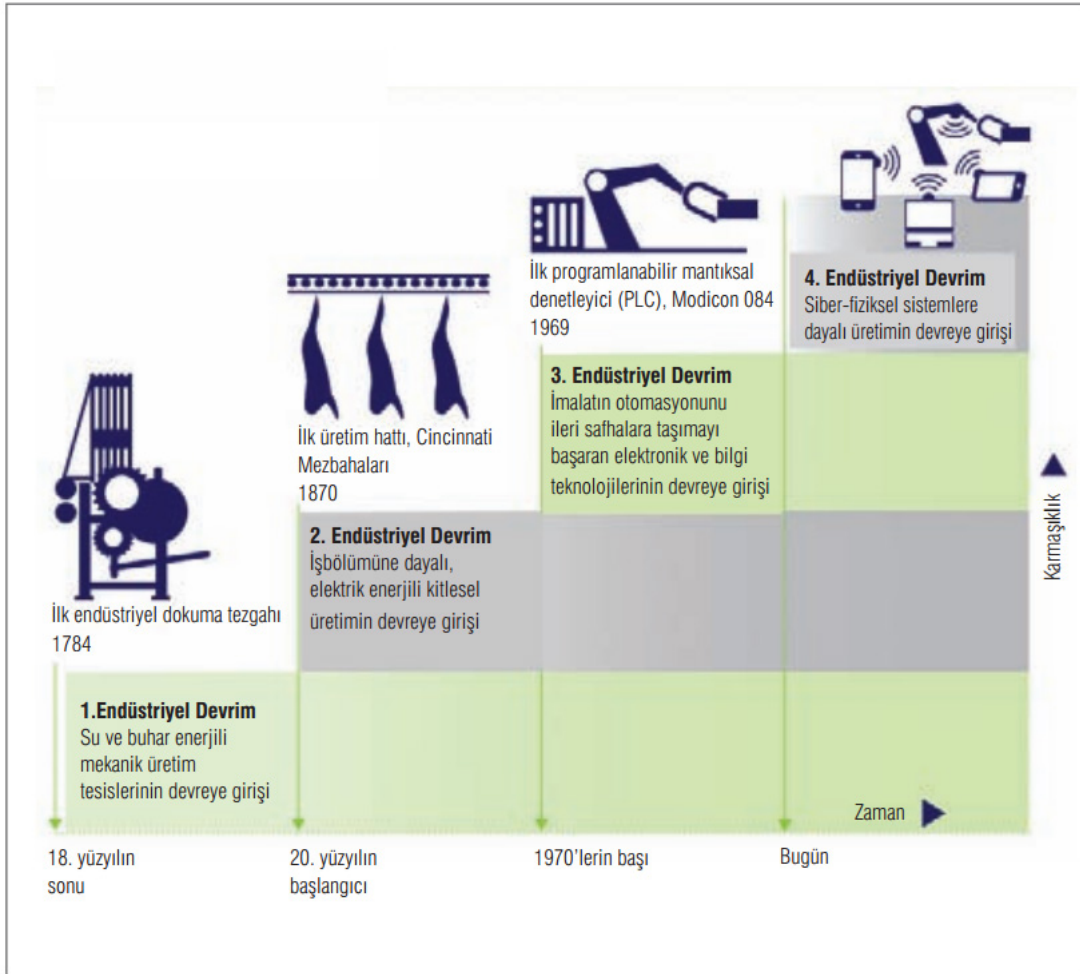 İlk endüstriyel dokuma tezgahı
1784
1.Endüstriyel Devrim
Su ve buhar enerjili
mekanik üretim
tesislerinin devreye girişi
18. yüzyılın
sonu
İlk üretim hattı, Cincinnati
Mezbahaları
1870
2. Endüstriyel Devrim
İşbölümüne dayalı,
elektrik enerjili kitlesel
üretimin devreye girişi
20. yüzyılın
başlangıcı
İlk programlanabilir mantıksal
denetleyici (PLC), Modicon 084
1969
3. Endüstriyel Devrim
İmalatın otomasyonunu
ileri safhalara taşımayı
başaran elektronik ve bilgi
teknolojilerinin devreye girişi
1970’lerin başı
4. Endüstriyel Devrim
Siber-fiziksel sistemlere
dayalı üretimin devreye girişi
Bugün
Zaman
Karmaşıklık